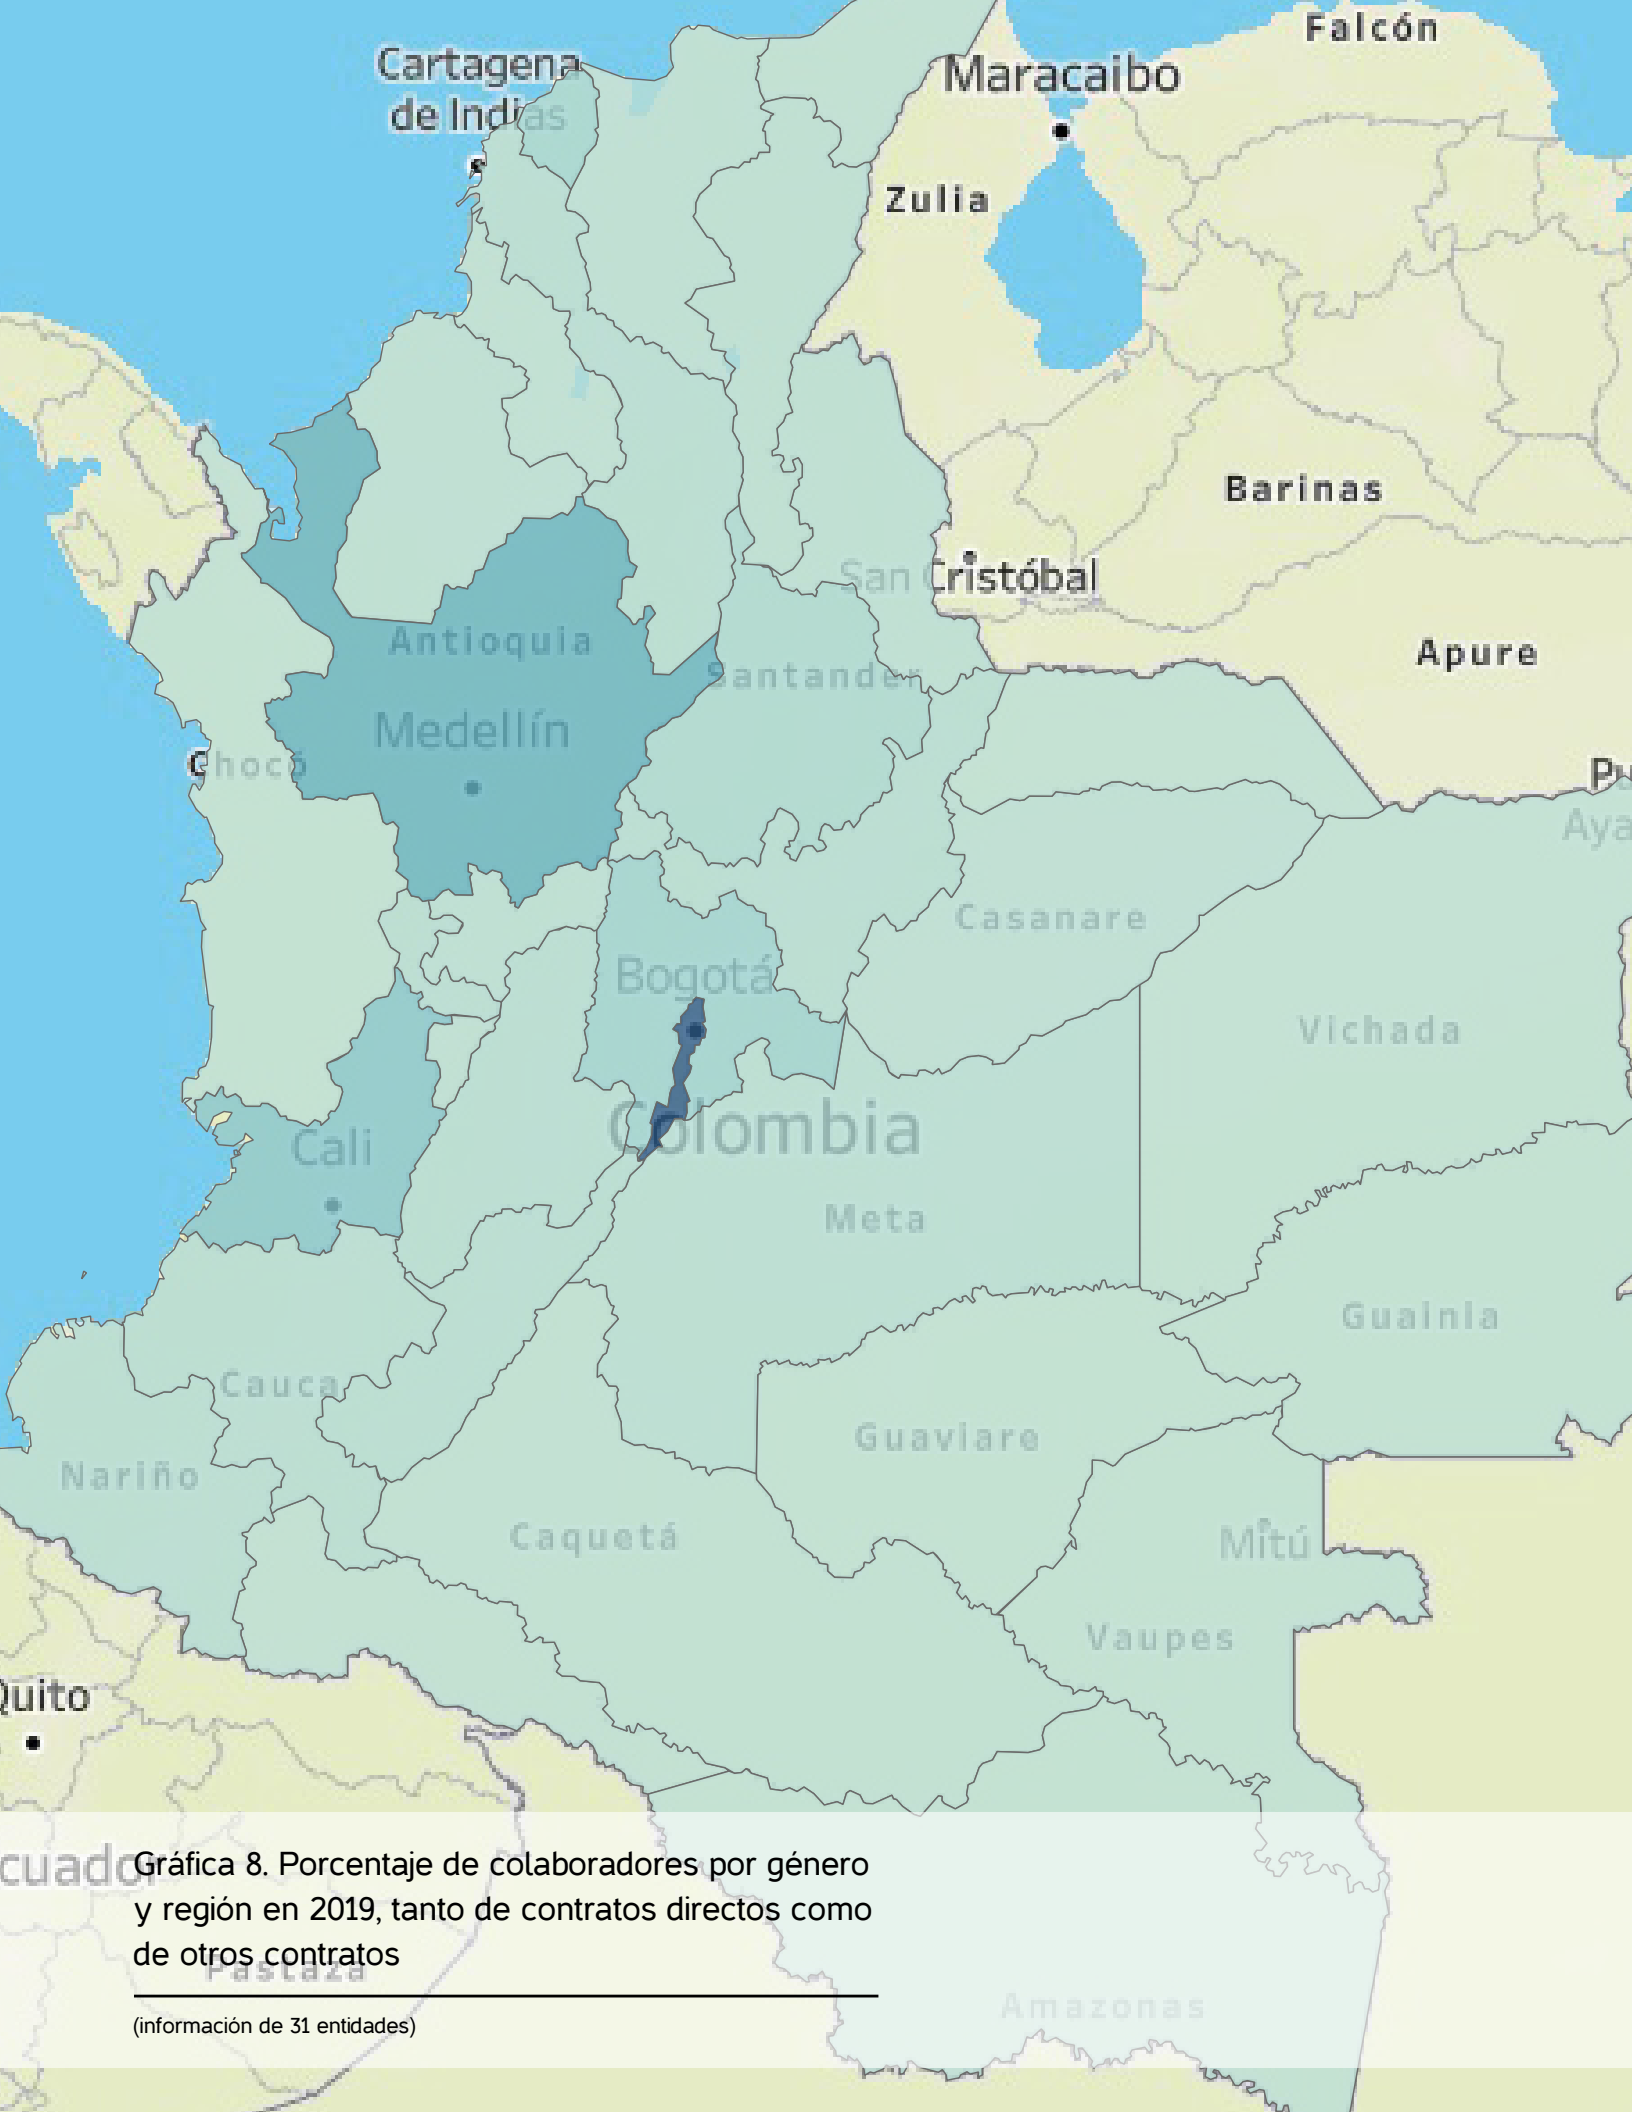 Falcón
Cartagena
de Indias
Maracaibo
Zulia
Barinas
San Cristóbal
Antioquia
Apure
Santander
Medellín
Chocó
Casanare
Bogotá
Vichada
Colombia
Cali
Meta
Guainla
Cauca
Guaviare
Nariño
Caquetá
Mitú
Vaupes
Quito
Gráfica 8. Porcentaje de colaboradores por género
y región en 2019, tanto de contratos directos como
de otros contratos
Pastaza
Amazonas
(información de 31 entidades)